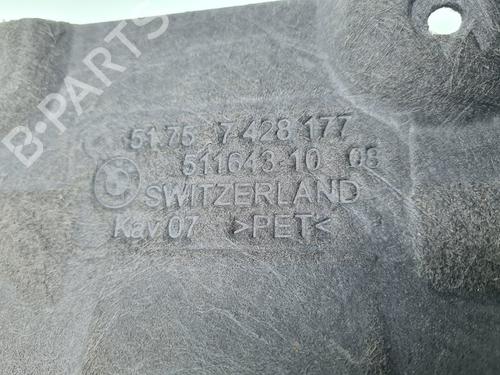 B-PARTS
51.75 7 428 177
511643-10 08
SWITZERLAND
Kav.07 >PET<